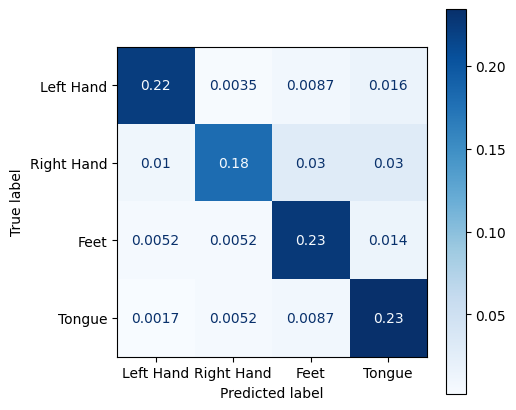 Left Hand 0.22 0.0035 0.0087 0.016
Right Hand 0.01 0.18 0.03 0.03
Feet 0.0052 0.0052 0.23 0.014
Tongue 0.0017 0.0052 0.0087 0.23
Left Hand Right Hand Feet Tongue
Predicted label
True label
0.20
0.15
0.10
0.05